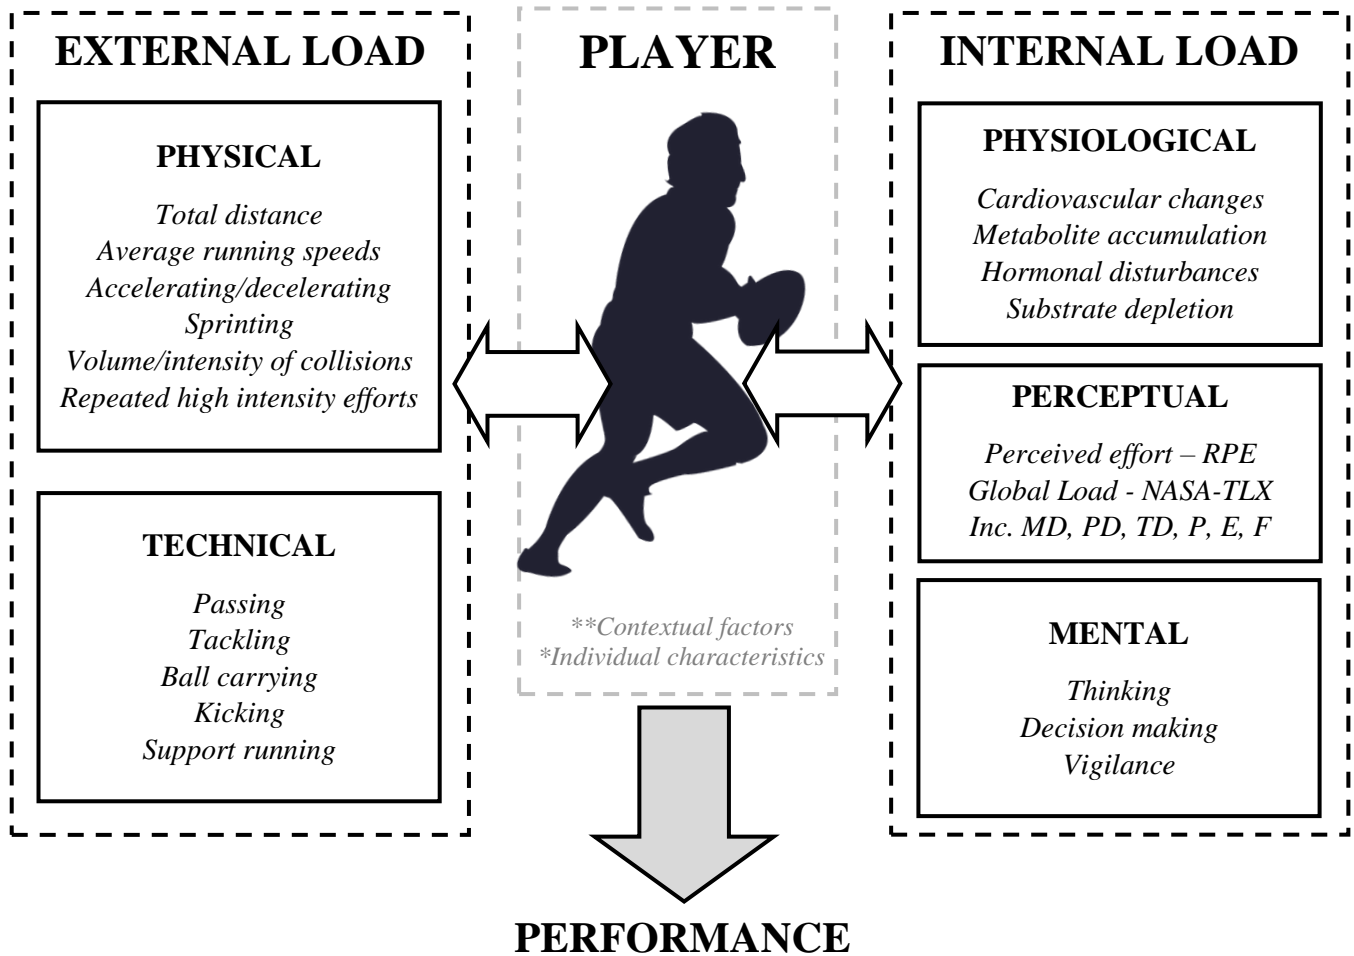 EXTERNAL LOAD
PHYSICAL
Total distance
Average running speeds
Accelerating/decelerating
Sprinting
Volume/intensity of collisions
Repeated high intensity efforts
TECHNICAL
Passing
Tackling
Ball carrying
Kicking
Support running
PLAYER
**Contextual factors
*Individual characteristics
INTERNAL LOAD
PHYSIOLOGICAL
Cardiovascular changes
Metabolite accumulation
Hormonal disturbances
Substrate depletion
PERCEPTUAL
Perceived effort – RPE
Global Load - NASA-TLX
Inc. MD, PD, TD, P, E, F
MENTAL
Thinking
Decision making
Vigilance
PERFORMANCE